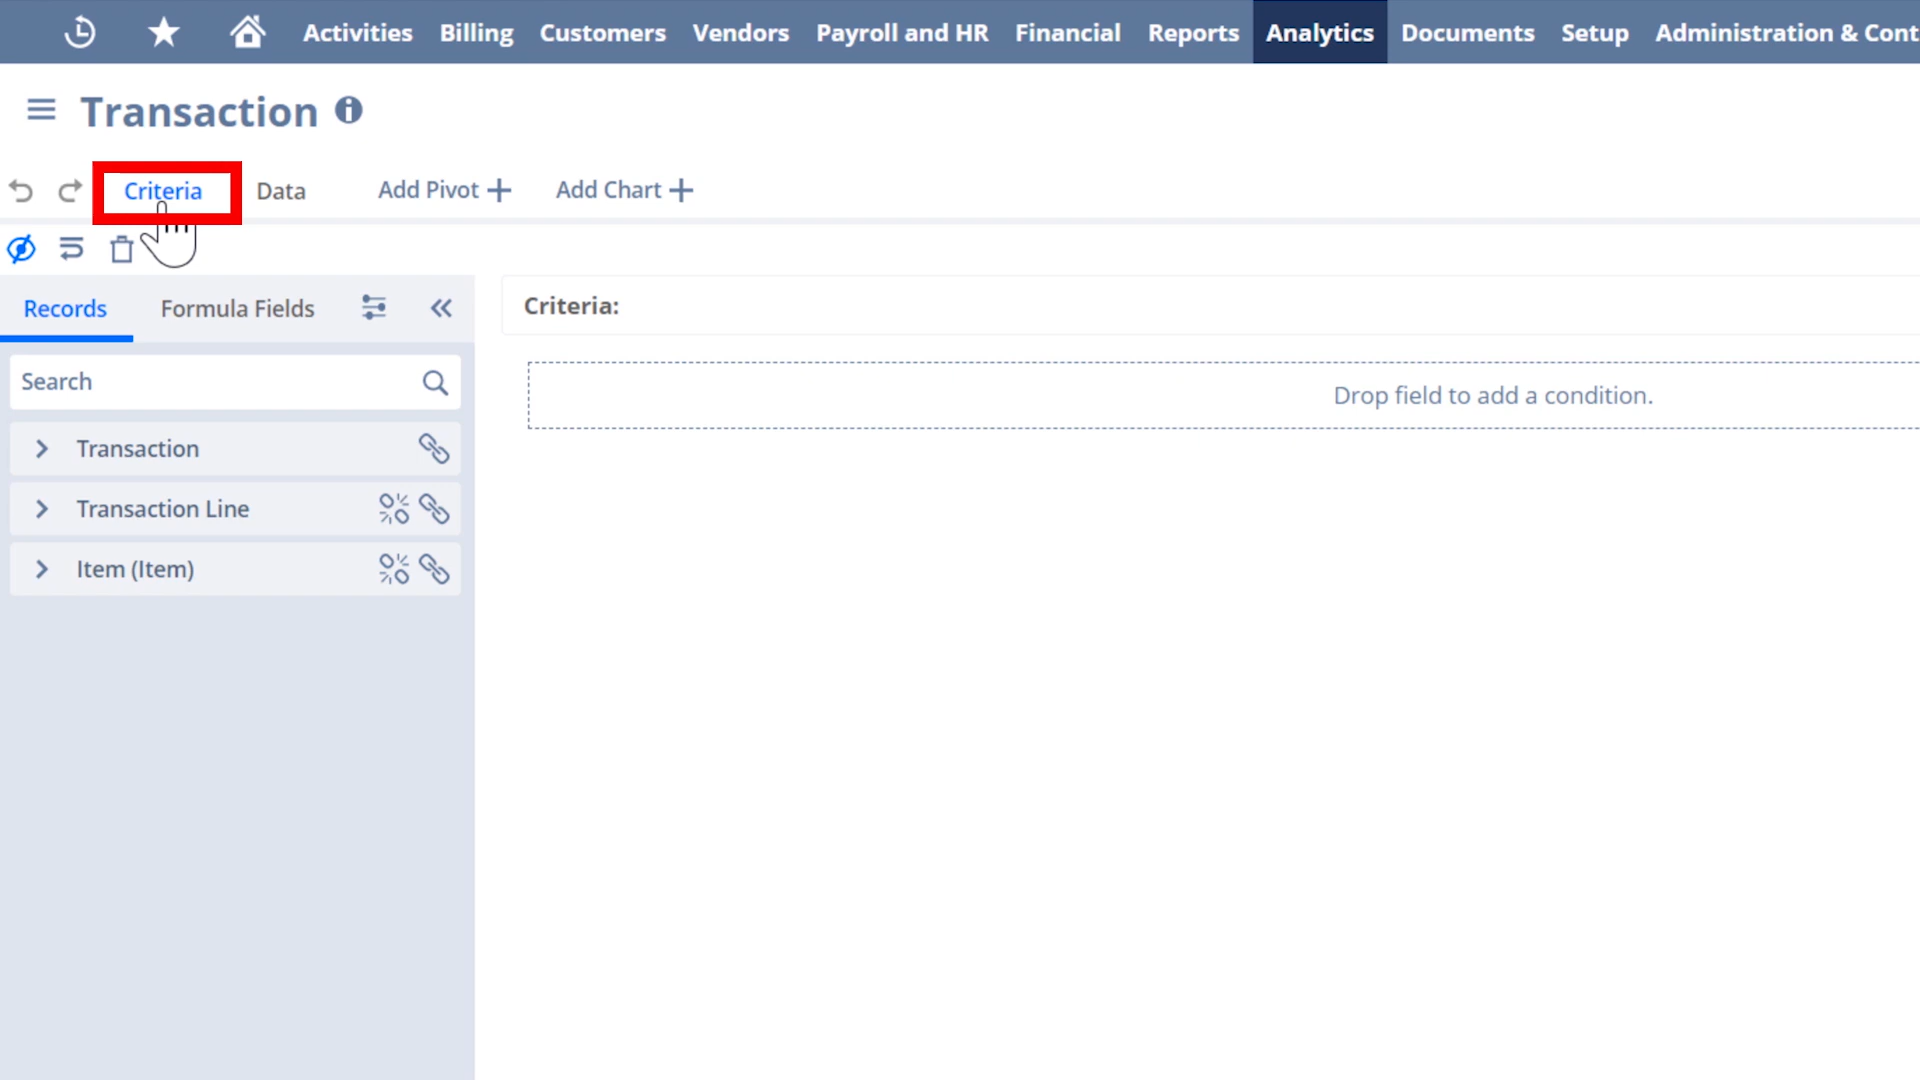 Activities Billing Customers Vendors Payroll and HR Financial Reports Analytics Documents Setup Administration & Cont
Transaction
Criteria Data Add Pivot Add Chart
Records Formula Fields
Criteria:
Search
Drop field to add a condition.
Transaction
Transaction Line
Item (Item)